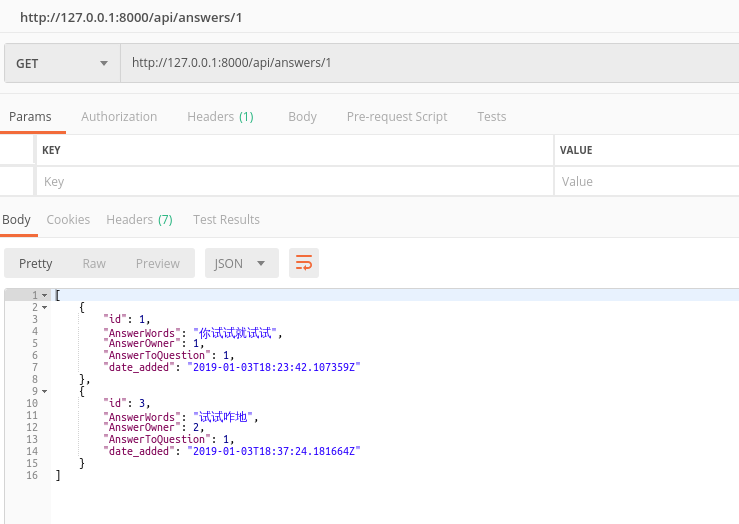 http://127.0.0.1:8000/api/answers/1
GET http://127.0.0.1:8000/api/answers/1
Params Authorization Headers (1) Body Pre-request Script Tests
KEY VALUE
Key Value
Body Cookies Headers (7) Test Results
Pretty Raw Preview JSON
1 [
2 {
3 "id": 1,
4 "AnswerWords": "你试试就试试",
5 "AnswerOwner": 1,
6 "AnswerToQuestion": 1,
7 "date_added": "2019-01-03T18:23:42.107359Z"
8 },
9 {
10 "id": 3,
11 "AnswerWords": "试试咋地",
12 "AnswerOwner": 2,
13 "AnswerToQuestion": 1,
14 "date_added": "2019-01-03T18:37:24.181664Z"
15 }
16 ]